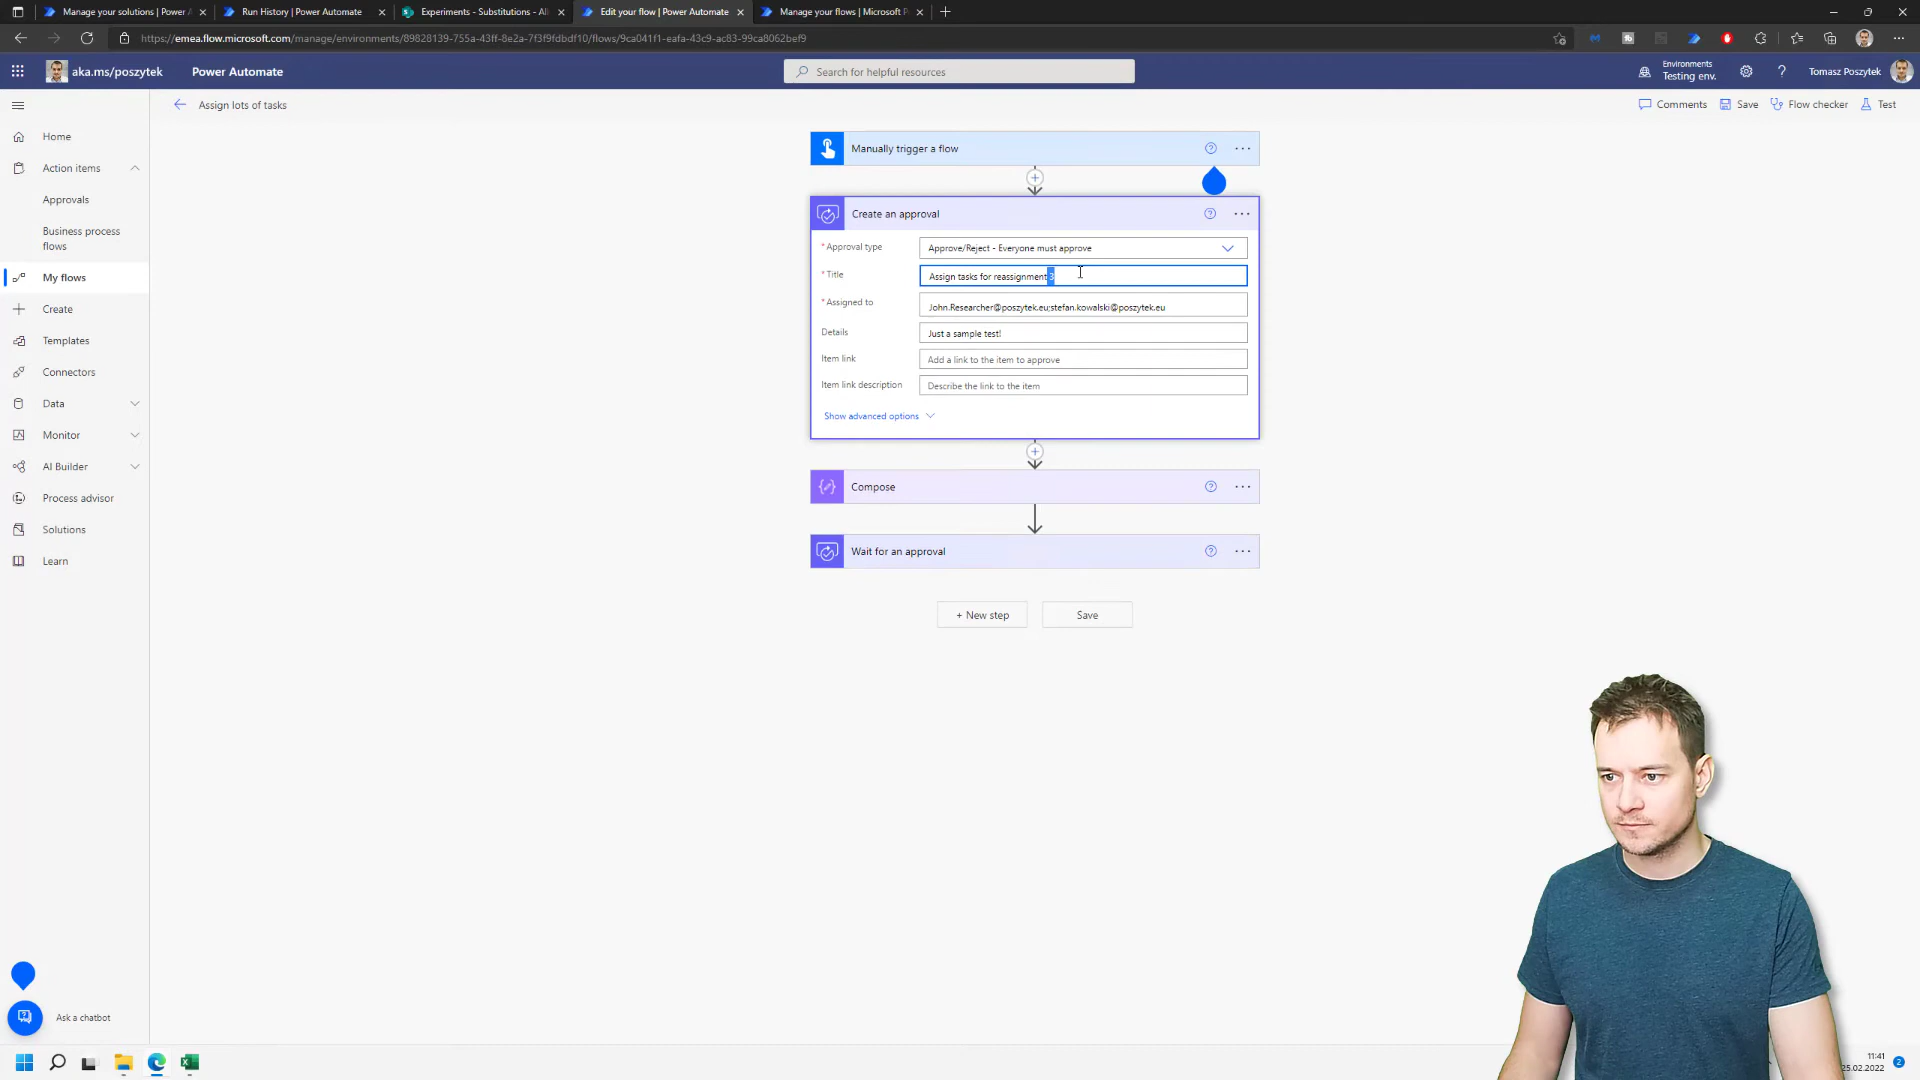 Manage your solutions | Power A
Run History | Power Automate
Experiments - Substitutions - All
Edit your flow | Power Automate
Manage your flows | Microsoft P
https://emea.flow.microsoft.com/manage/environments/89828139-755a-43ff-8e2a-7f3f9fdbdf10/flows/9ca041f1-eafa-43c9-ac83-99ca8062bef9
aka.ms/poszytek
Power Automate
Search for helpful resources
Environments
Testing env.
Tomasz Poszytek
Assign lots of tasks
Comments
Save
Flow checker
Test
Home
Action items
Approvals
Business process
flows
My flows
Create
Templates
Connectors
Data
Monitor
AI Builder
Process advisor
Solutions
Learn
Ask a chatbot
Manually trigger a flow
Create an approval
* Approval type
Approve/Reject - Everyone must approve
* Title
Assign tasks for reassignment 3
* Assigned to
John.Researcher@poszytek.eu;stefan.kowalski@poszytek.eu
Details
Just a sample test!
Item link
Add a link to the item to approve
Item link description
Describe the link to the item
Show advanced options
Compose
Wait for an approval
+ New step
Save
11:41
25.02.2022
2